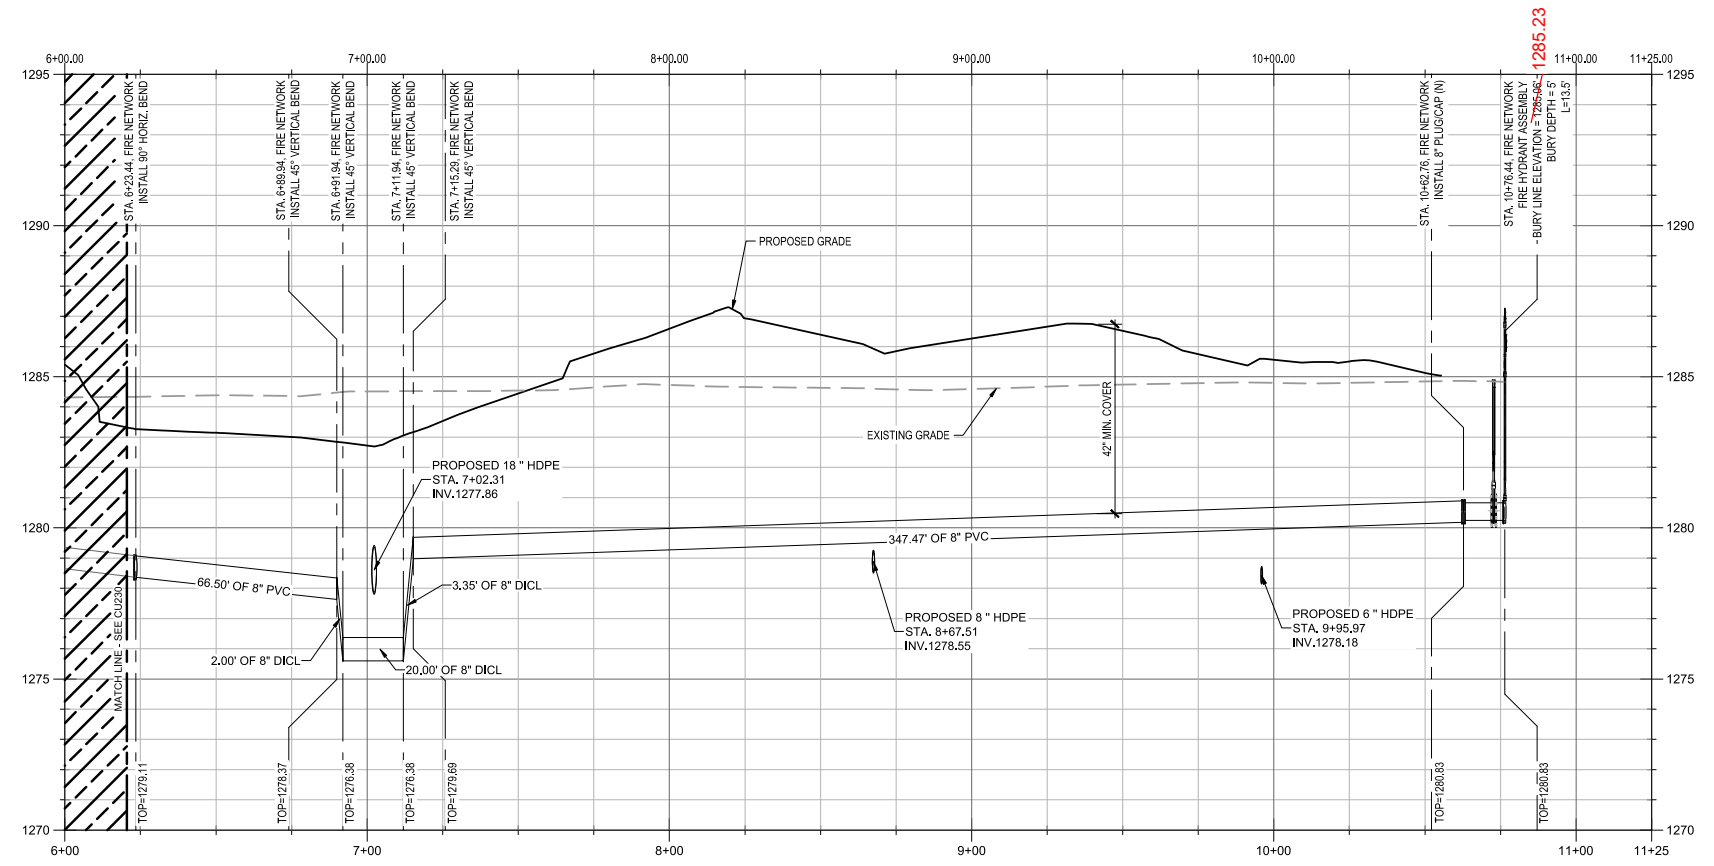 1285.23
6+00.00
7+00.00
8+00.00
9+00.00
10+00.00
11+00.00
11+25.00
1295
1295
STA. 6+23.44, FIRE NETWORK
INSTALL 90° HORIZ. BEND
STA. 6+89.94, FIRE NETWORK
INSTALL 45° VERTICAL BEND
STA. 6+91.94, FIRE NETWORK
INSTALL 45° VERTICAL BEND
STA. 7+11.94, FIRE NETWORK
INSTALL 45° VERTICAL BEND
STA. 7+15.29, FIRE NETWORK
INSTALL 45° VERTICAL BEND
STA. 10+62.76, FIRE NETWORK
INSTALL 8" PLUG/CAP (N)
STA. 10+76.44, FIRE NETWORK
FIRE HYDRANT ASSEMBLY
BURY LINE ELEVATION =
BURY DEPTH = 5'
L=13.5'
1290
1290
PROPOSED GRADE
1285
1285
EXISTING GRADE
42" MIN. COVER
PROPOSED 18 " HDPE
STA. 7+02.31
INV.1277.86
1280
1280
347.47' OF 8" PVC
66.50' OF 8" PVC
3.35' OF 8" DICL
PROPOSED 8 " HDPE
STA. 8+67.51
INV.1278.55
PROPOSED 6 " HDPE
STA. 9+95.97
INV.1278.18
2.00' OF 8" DICL
20.00' OF 8" DICL
1275
1275
MATCH LINE - SEE CU230
TOP=1279.11
TOP=1278.37
TOP=1276.38
TOP=1276.38
TOP=1279.69
TOP=1280.83
TOP=1280.83
1270
1270
6+00
7+00
8+00
9+00
10+00
11+00
11+25